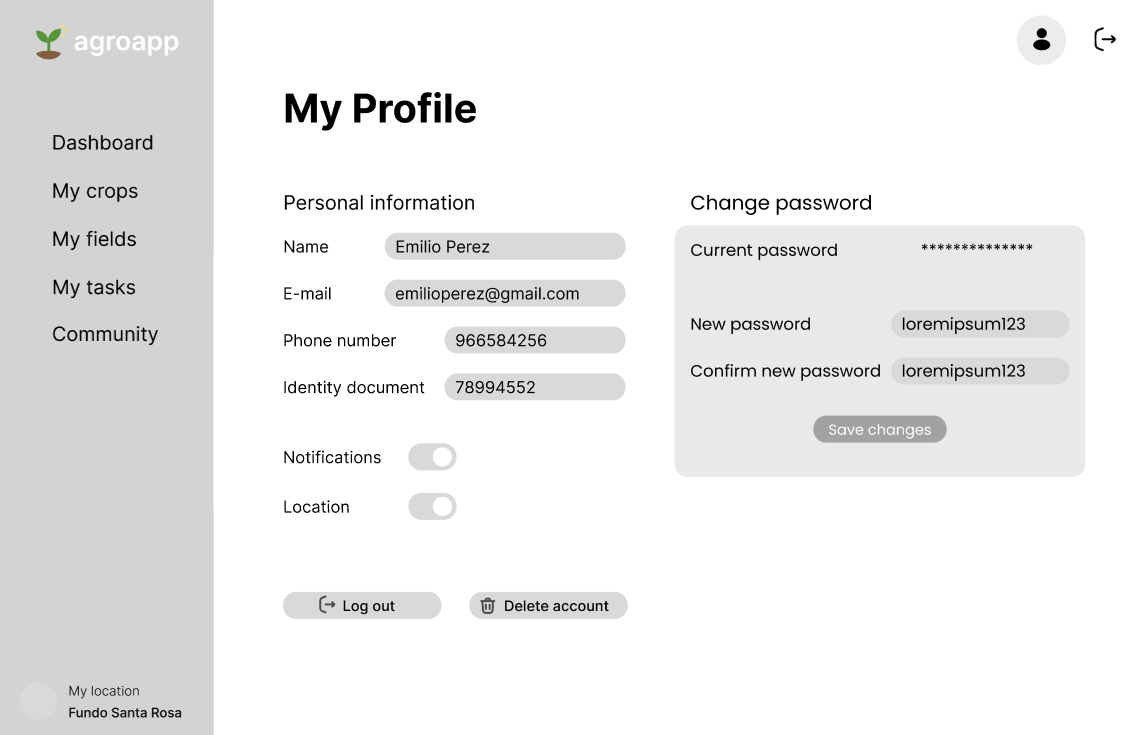 agroapp
Dashboard
My crops
My fields
My tasks
Community
My location
Fundo Santa Rosa
My Profile
Personal information
Name Emilio Perez
E-mail emilioperez@gmail.com
Phone number 966584256
Identity document 78994552
Notifications
Location
Log out Delete account
Change password
Current password **************
New password loremipsum123
Confirm new password loremipsum123
Save changes